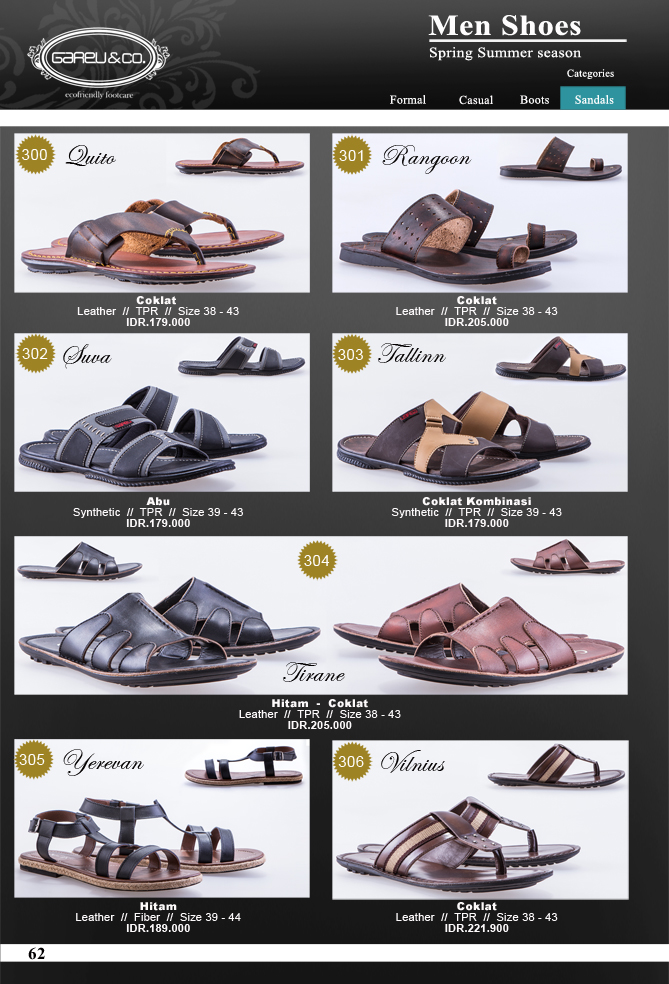 GAREU&CO.
ecofriendly footcare
Men Shoes
Spring Summer season
Categories
Formal Casual Boots Sandals
300 Quito
Coklat
Leather // TPR // Size 38 - 43
IDR.179.000
301 Rangoon
Coklat
Leather // TPR // Size 38 - 43
IDR.205.000
302 Suva
Abu
Synthetic // TPR // Size 39 - 43
IDR.179.000
303 Tallinn
Coklat Kombinasi
Synthetic // TPR // Size 39 - 43
IDR.179.000
304
Tirane
Hitam - Coklat
Leather // TPR // Size 38 - 43
IDR.205.000
305 Yerevan
Hitam
Leather // Fiber // Size 39 - 44
IDR.189.000
306 Vilnius
Coklat
Leather // TPR // Size 38 - 43
IDR.221.900
62